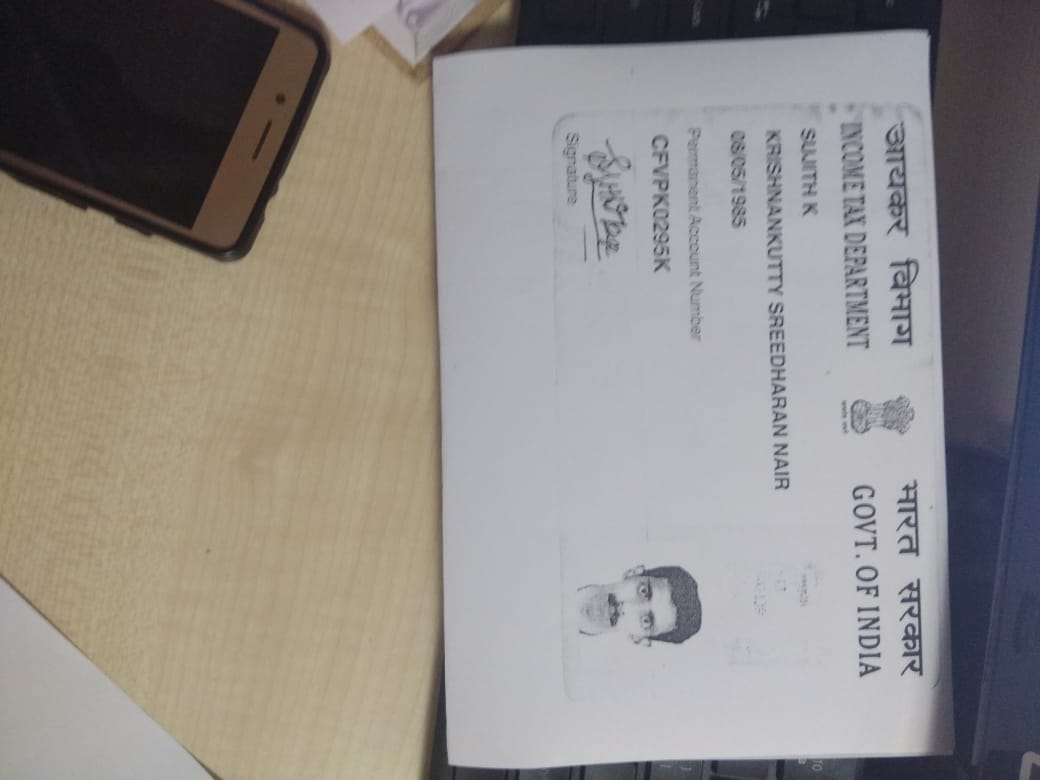 आयकर विभाग
INCOME TAX DEPARTMENT
भारत सरकार
GOVT. OF INDIA
SUJITH K
KRISHNANKUTTY SREEDHARAN NAIR
08/05/1985
Permanent Account Number
CFVPK0295K
Signature